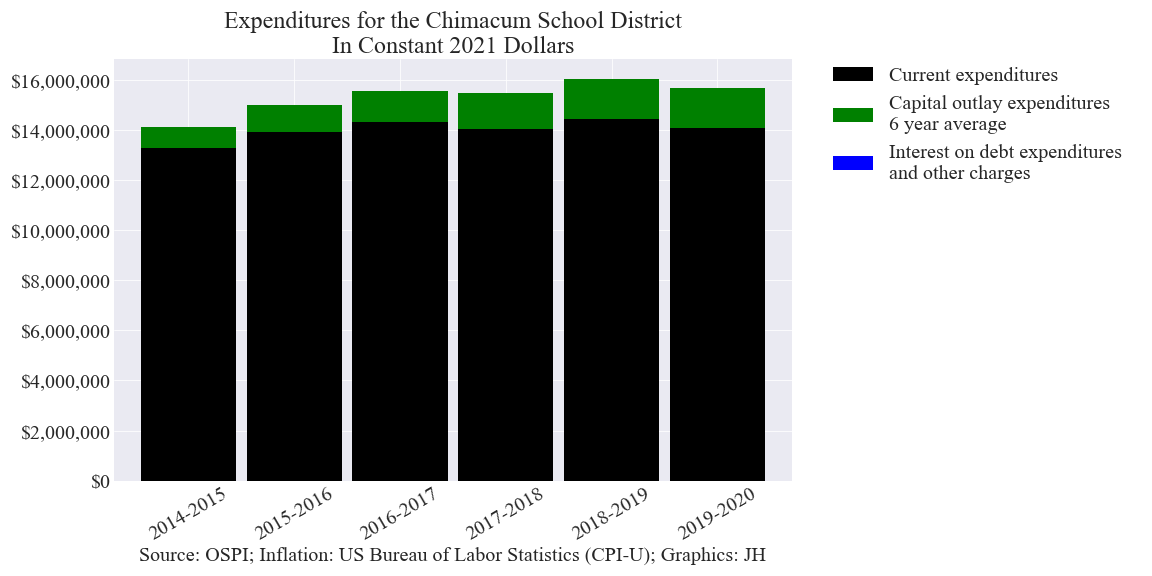 Expenditures for the Chimacum School District
In Constant 2021 Dollars
$16,000,000
$14,000,000
$12,000,000
$10,000,000
$8,000,000
$6,000,000
$4,000,000
$2,000,000
$0
2014-2015
2015-2016
2016-2017
2017-2018
2018-2019
2019-2020
Source: OSPI; Inflation: US Bureau of Labor Statistics (CPI-U); Graphics: JH
Current expenditures
Capital outlay expenditures
6 year average
Interest on debt expenditures
and other charges